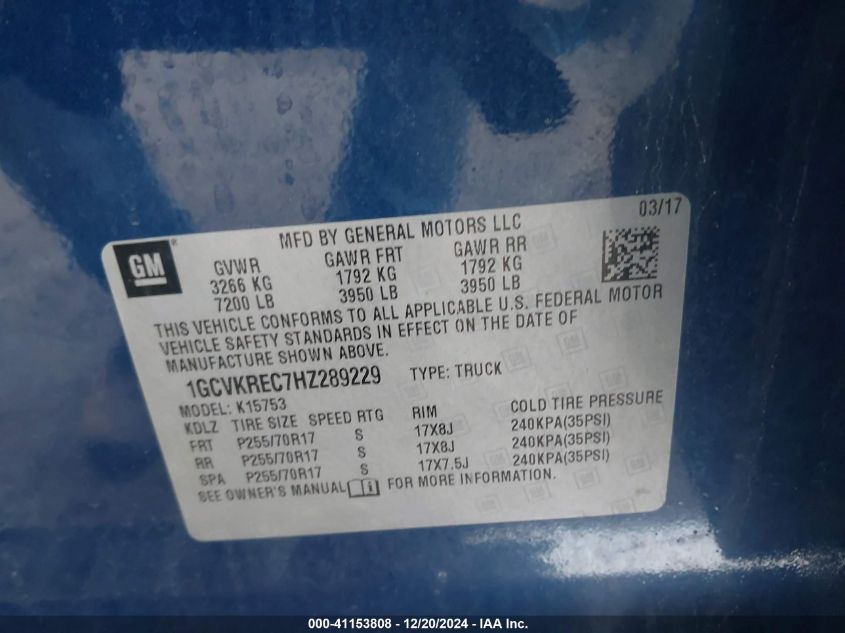 03/17
MFD BY GENERAL MOTORS LLC
GM®
GVWR GAWR FRT GAWR RR
3266 KG 1792 KG 1792 KG
7200 LB 3950 LB 3950 LB
THIS VEHICLE CONFORMS TO ALL APPLICABLE U.S. FEDERAL MOTOR
VEHICLE SAFETY STANDARDS IN EFFECT ON THE DATE OF
MANUFACTURE SHOWN ABOVE.
1GCVKREC7HZ289229 TYPE: TRUCK
MODEL: K15753
KDLZ TIRE SIZE SPEED RTG RIM COLD TIRE PRESSURE
FRT P255/70R17 S 17X8J 240KPA(35PSI)
RR P255/70R17 S 17X8J 240KPA(35PSI)
SPA P255/70R17 S 17X7.5J 240KPA(35PSI)
SEE OWNER'S MANUAL FOR MORE INFORMATION.
000-41153808 - 12/20/2024 - IAA Inc.